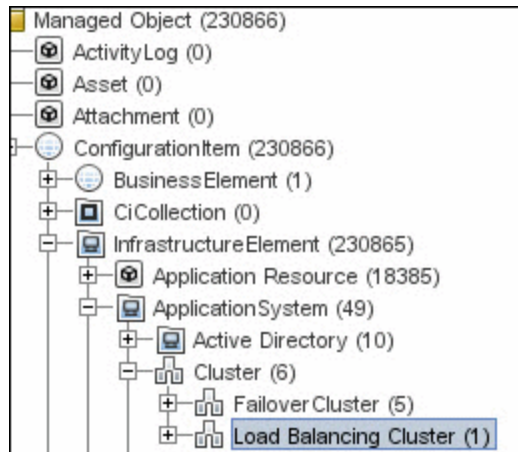 Managed Object (230866)
ActivityLog (0)
Asset (0)
Attachment (0)
ConfigurationItem (230866)
BusinessElement (1)
CiCollection (0)
InfrastructureElement (230865)
Application Resource (18385)
ApplicationSystem (49)
Active Directory (10)
Cluster (6)
FailoverCluster (5)
Load Balancing Cluster (1)